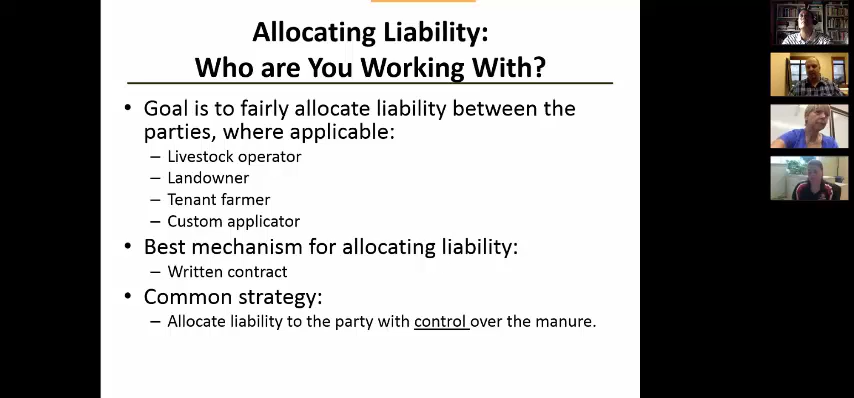 Allocating Liability:
Who are You Working With?
• Goal is to fairly allocate liability between the
parties, where applicable:
– Livestock operator
– Landowner
– Tenant farmer
– Custom applicator
• Best mechanism for allocating liability:
– Written contract
• Common strategy:
– Allocate liability to the party with control over the manure.